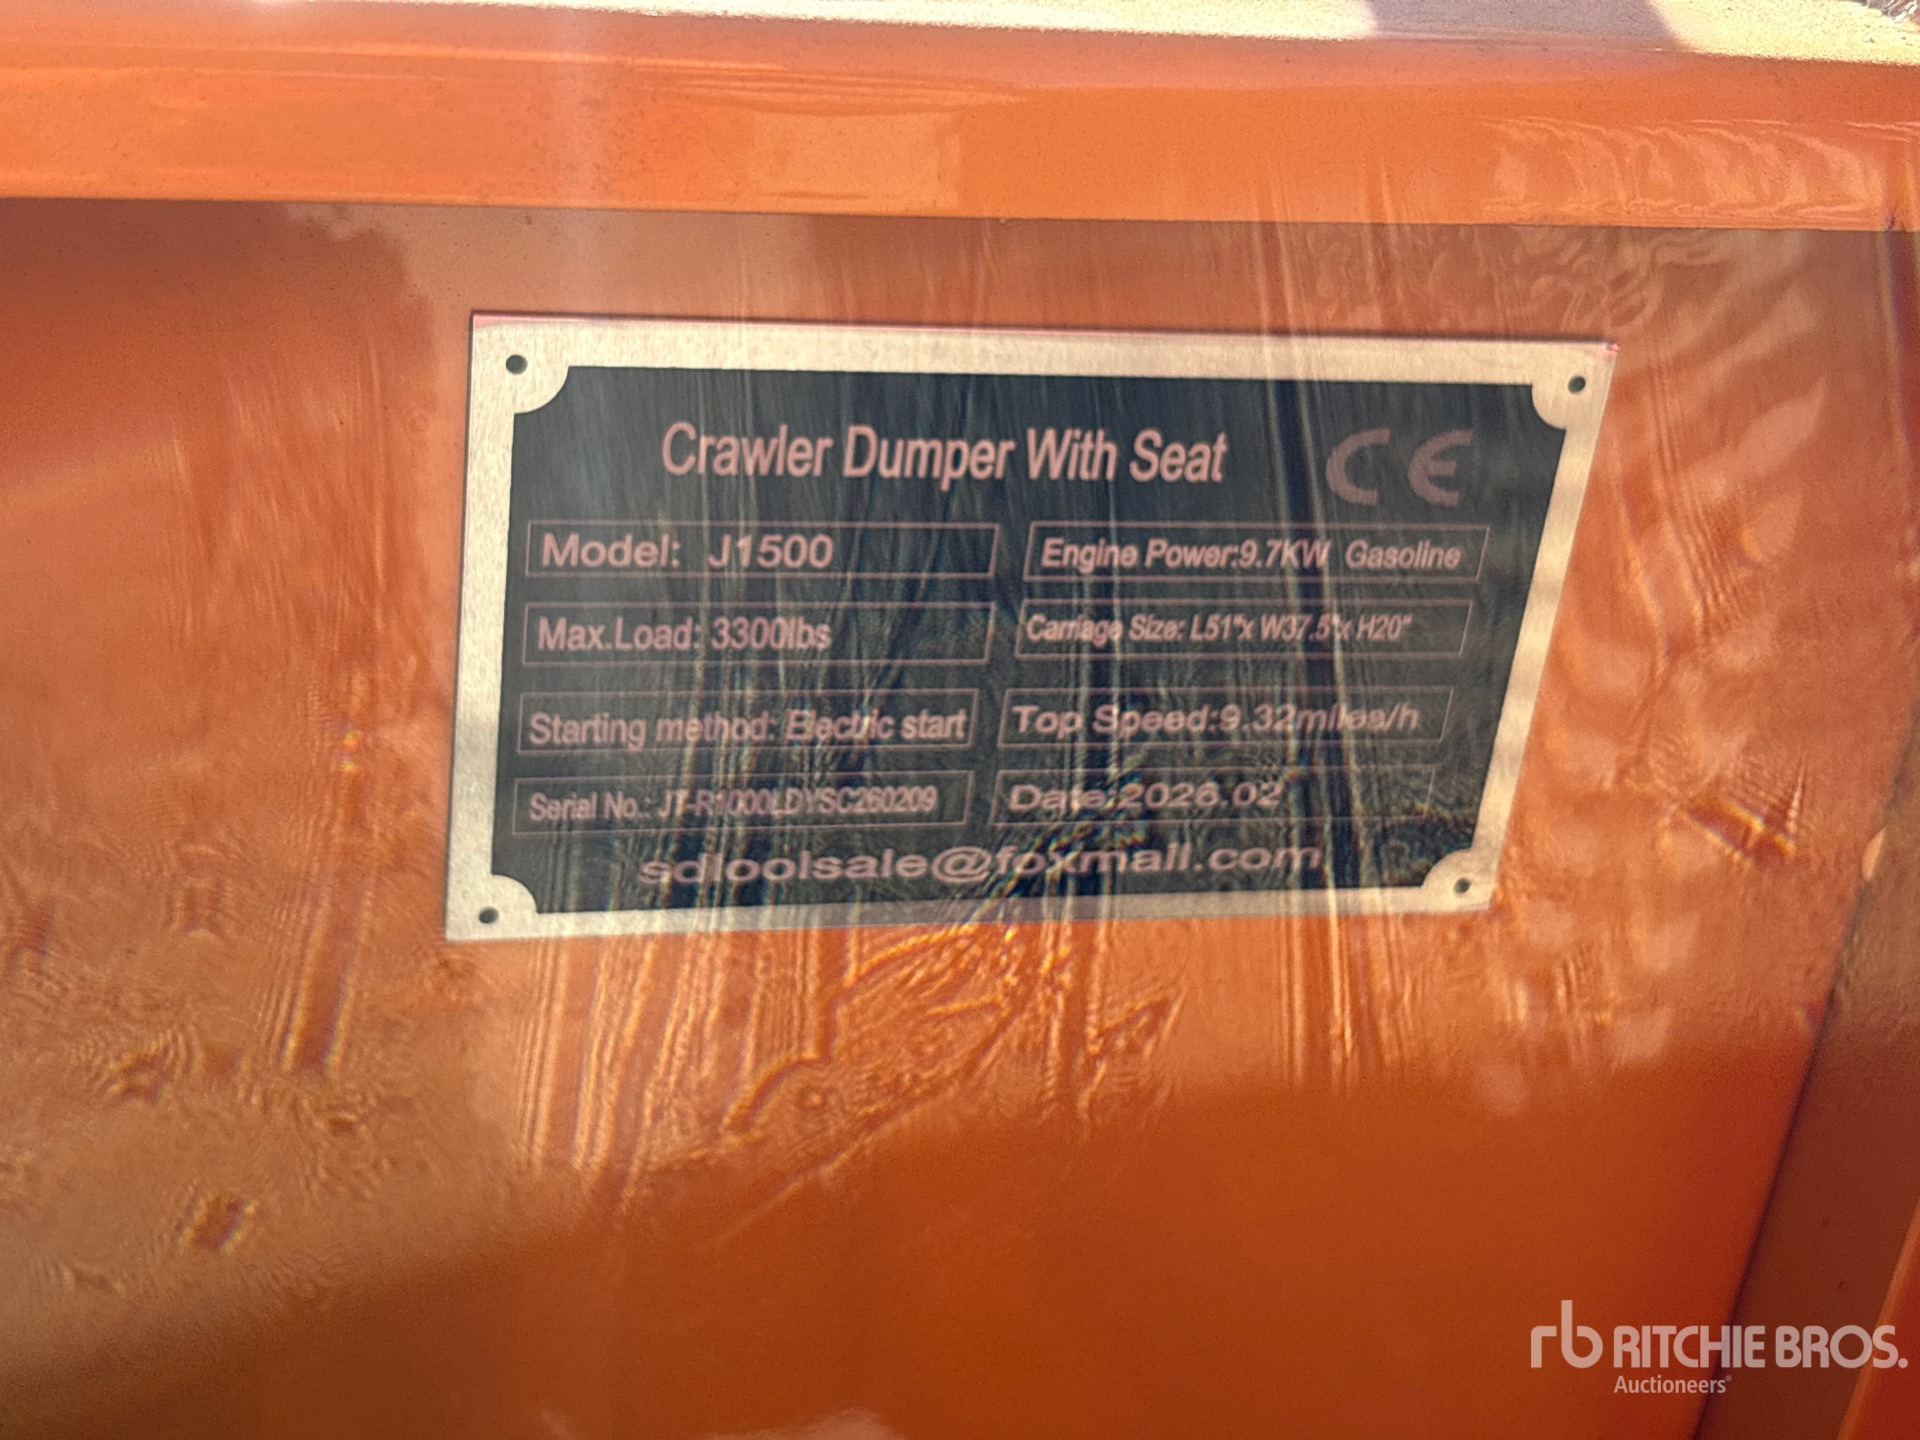 Crawler Dumper With Seat CE
Model: J1500
Engine Power:9.7KW Gasoline
Max.Load: 3300lbs
Carriage Size: L51"x W37.5"x H20"
Starting method: Electric start
Top Speed:9.32miles/h
Serial No.: JT-R1000LDYSC260209
Date:2026.02
sdloolsale@foxmail.com
rb RITCHIE BROS.
Auctioneers